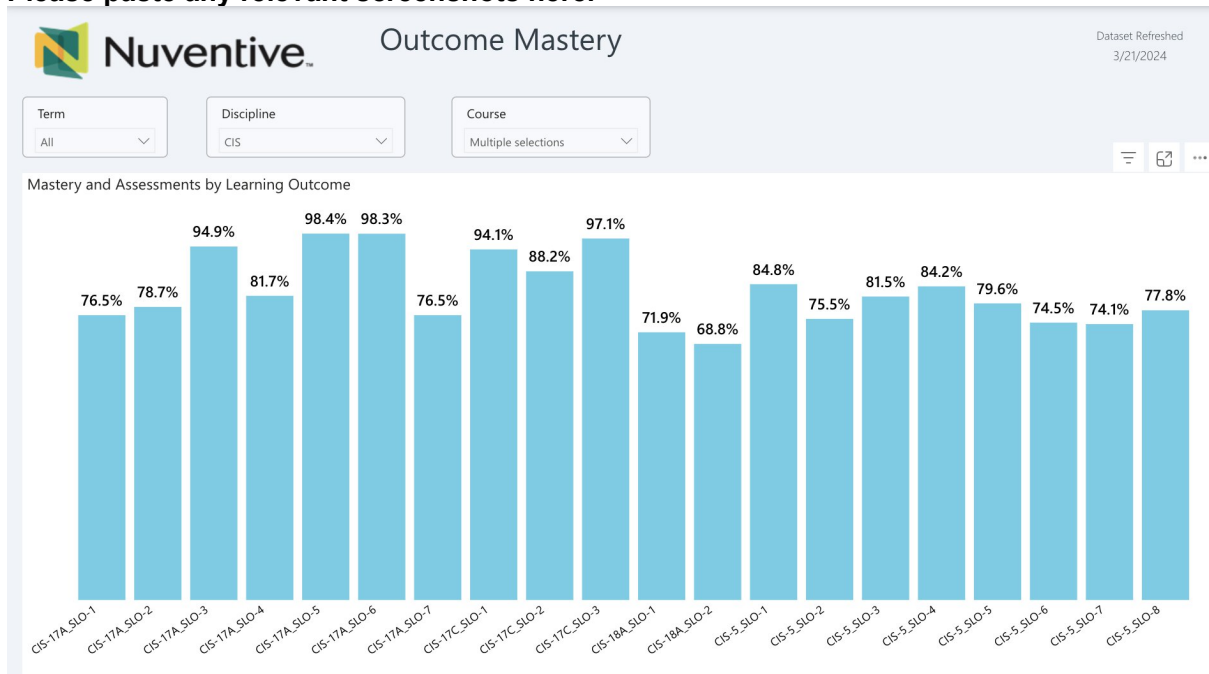 Please paste any relevant screenshots here.
Nuventive™
Outcome Mastery
Dataset Refreshed
3/21/2024
Term
All
Discipline
CIS
Course
Multiple selections
Mastery and Assessments by Learning Outcome
76.5%
78.7%
94.9%
81.7%
98.4%
98.3%
76.5%
94.1%
88.2%
97.1%
71.9%
68.8%
84.8%
75.5%
81.5%
84.2%
79.6%
74.5%
74.1%
77.8%
CIS-17A_SLO-1
CIS-17A_SLO-2
CIS-17A_SLO-3
CIS-17A_SLO-4
CIS-17A_SLO-5
CIS-17A_SLO-6
CIS-17A_SLO-7
CIS-17C_SLO-1
CIS-17C_SLO-2
CIS-17C_SLO-3
CIS-18A_SLO-1
CIS-18A_SLO-2
CIS-5_SLO-1
CIS-5_SLO-2
CIS-5_SLO-3
CIS-5_SLO-4
CIS-5_SLO-5
CIS-5_SLO-6
CIS-5_SLO-7
CIS-5_SLO-8